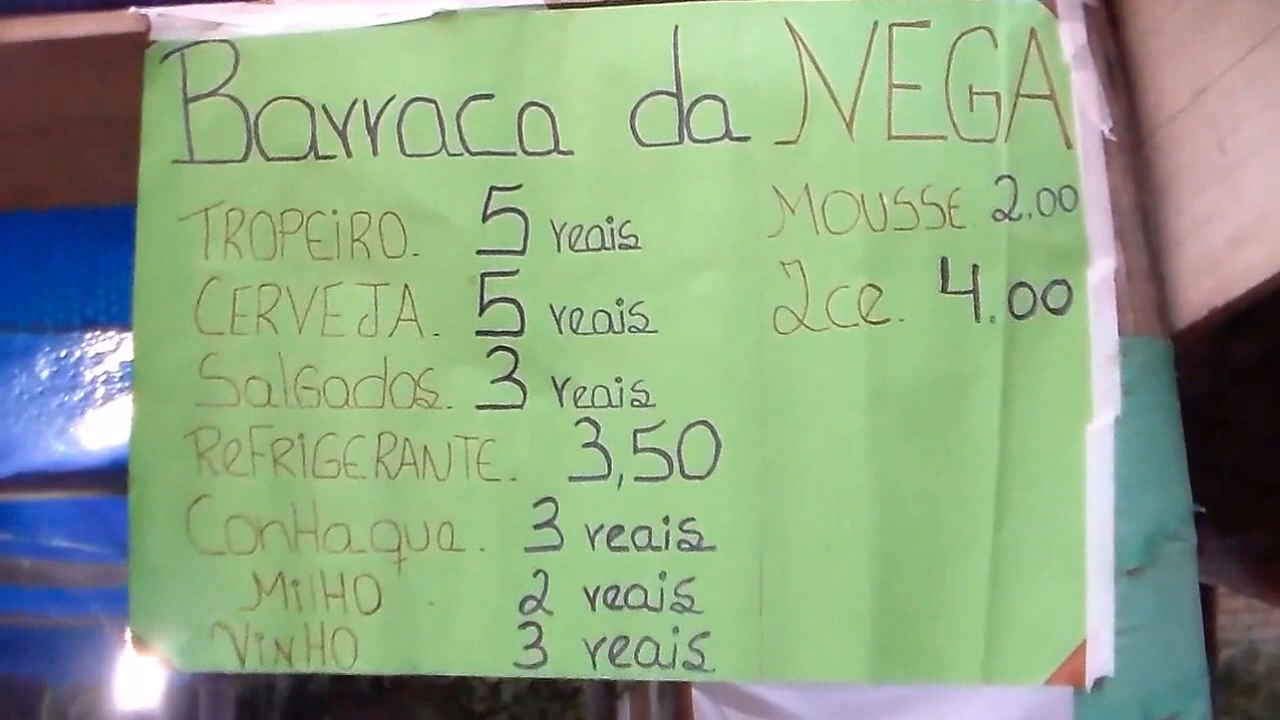 Barraca da NEGA
TROPEIRO. 5 reais
CERVEJA. 5 reais
Salgados. 3 reais
ReFRIGERANTE. 3,50
ConHaqua. 3 reais
MilHO 2 reais
VINHO 3 reais
MOUSSE 2.00
Ice. 4.00